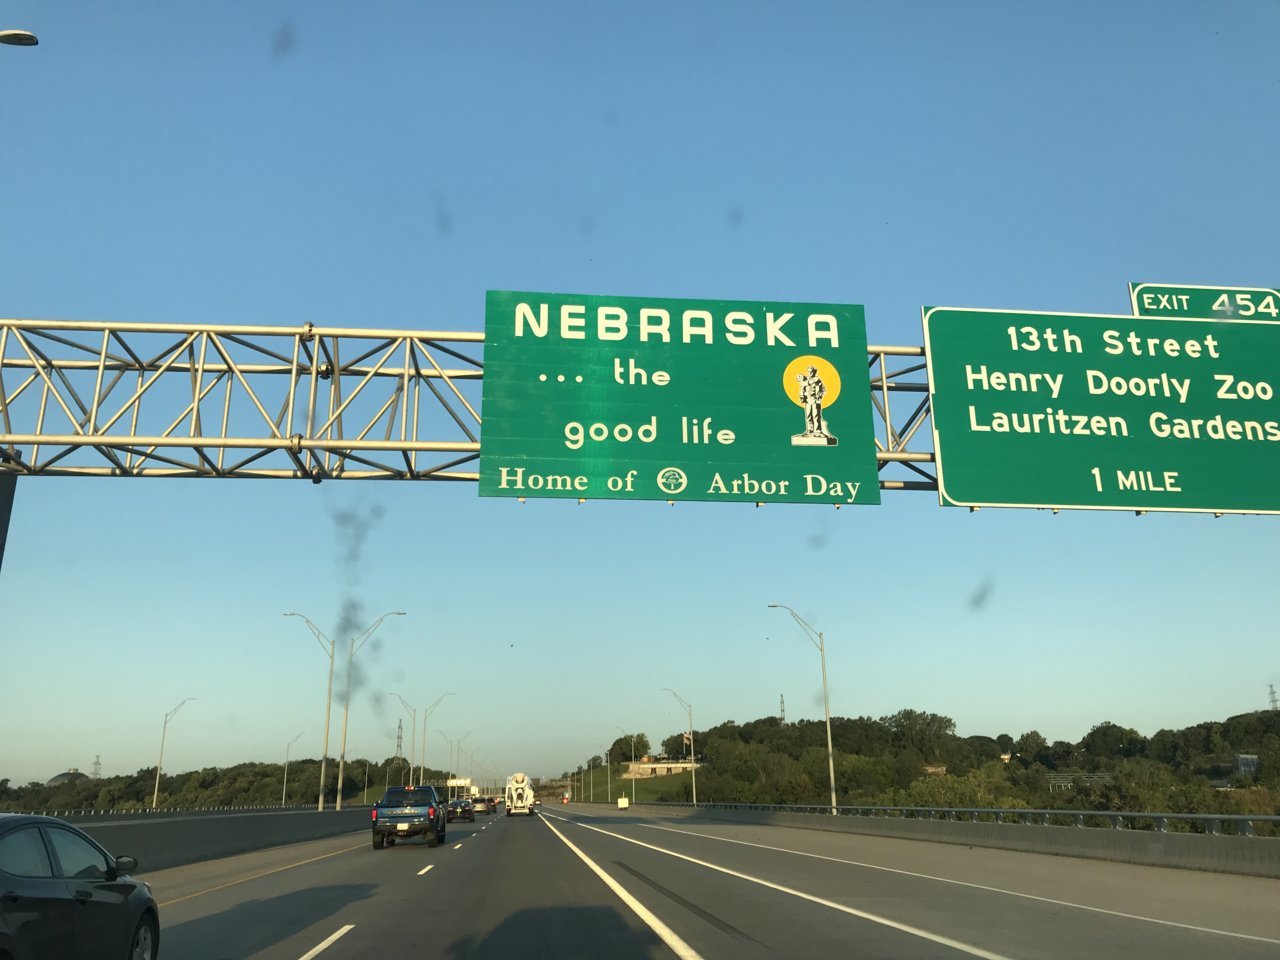 NEBRASKA
... the
good life
Home of Arbor Day
EXIT 454
13th Street
Henry Doorly Zoo
Lauritzen Gardens
1 MILE